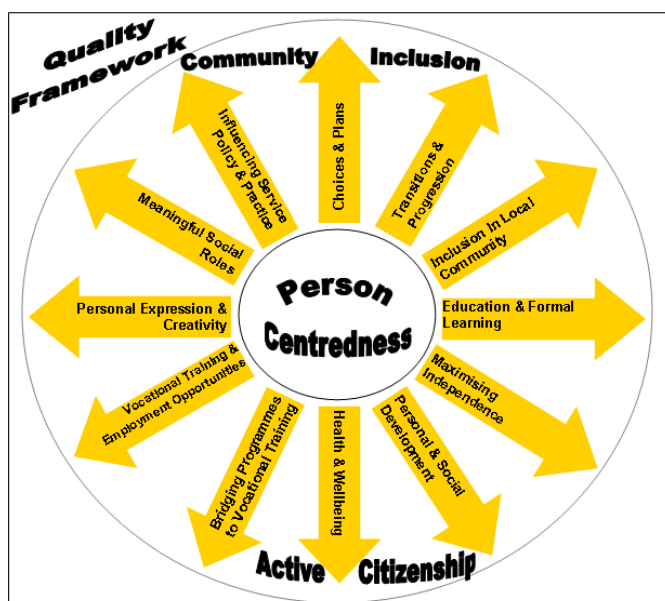 Quality
Framework
Community Inclusion
Choices & Plans
Transitions &
Progression
Inclusion In Local
Community
Education & Formal
Learning
Maximising
Independence
Personal & Social
Development
Health & Wellbeing
Bridging Programmes
to Vocational Training
Vocational Training &
Employment Opportunities
Personal Expression &
Creativity
Meaningful Social
Roles
Influencing Service
Policy & Practice
Person
Centredness
Active Citizenship